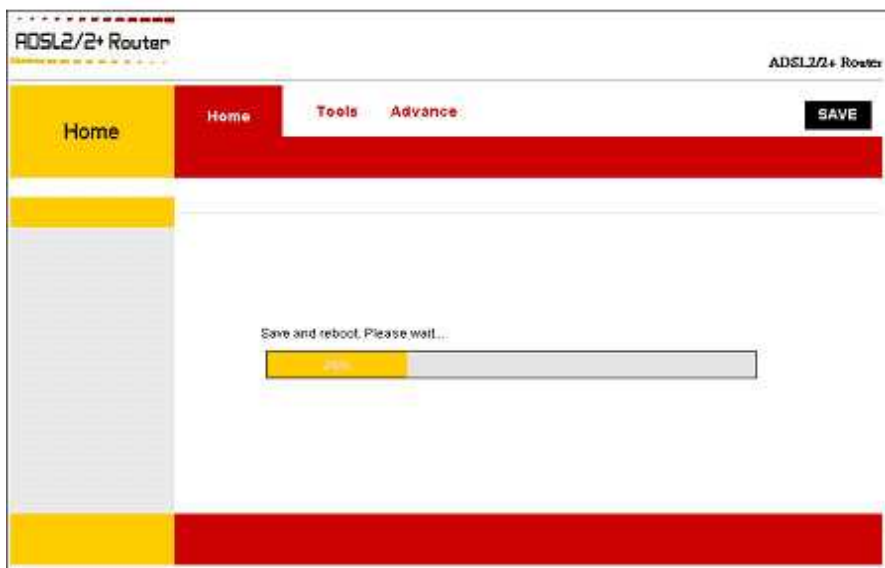 ADSL2/2+ Router
ADSL2/2+ Router
Home
Home Tools Advance SAVE
Save and reboot. Please wait...